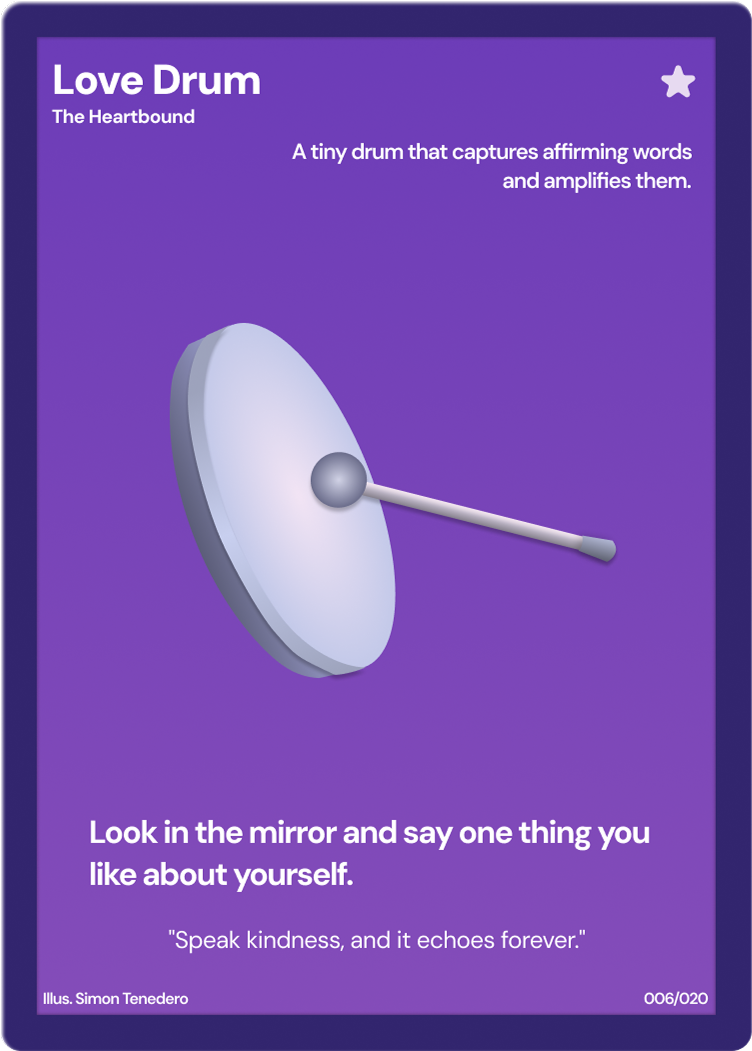 Love Drum
The Heartbound
A tiny drum that captures affirming words
and amplifies them.
Look in the mirror and say one thing you
like about yourself.
"Speak kindness, and it echoes forever."
Illus. Simon Tenedero
006/020